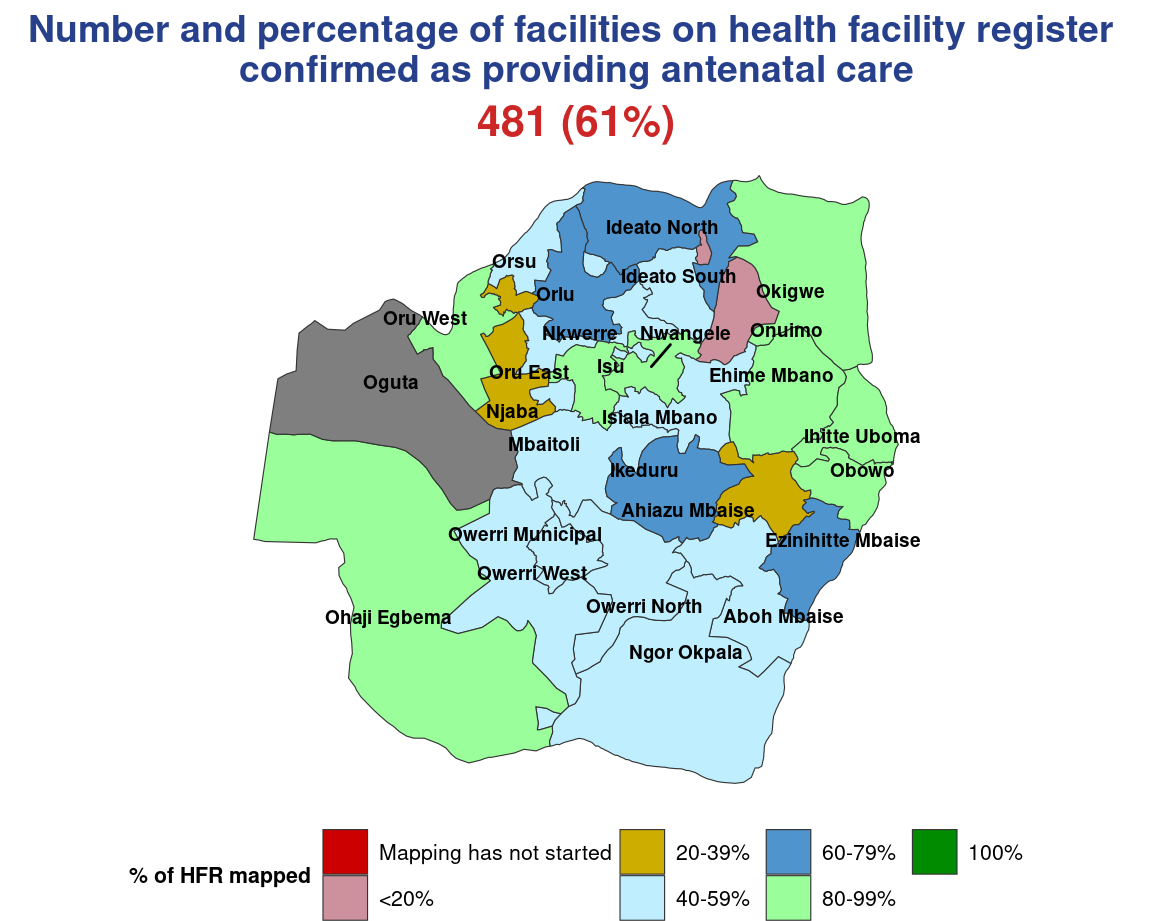 Number and percentage of facilities on health facility register
confirmed as providing antenatal care
481 (61%)
Ideato North
Orsu
Ideato South
Orlu
Okigwe
Oru West
Nkwerre
Nwangele
Onuimo
Isu
Oru East
Ehime Mbano
Oguta
Njaba
Isiala Mbano
Mbaitoli
Ihitte Uboma
Ikeduru
Obowo
Ahiazu Mbaise
Owerri Municipal
Ezinihitte Mbaise
Owerri West
Owerri North
Ohaji Egbema
Aboh Mbaise
Ngor Okpala
% of HFR mapped
Mapping has not started
<20%
20-39%
40-59%
60-79%
80-99%
100%